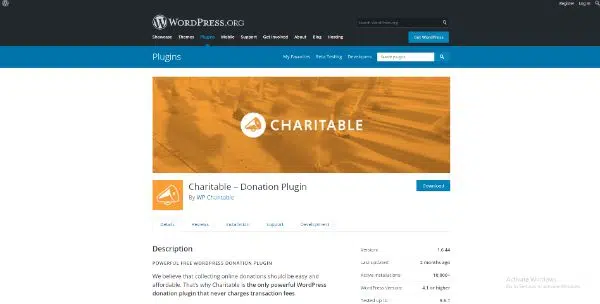 Register Log In
WORDPRESS.ORG
Search WordPress.org
Showcase Themes Plugins Mobile Support Get Involved About Blog Hosting
Get WordPress
Plugins
My Favorites Beta Testing Developers
Search plugins
CHARITABLE
Charitable – Donation Plugin
By WP Charitable
Download
Details Reviews Installation Support Development
Description
POWERFUL FREE WORDPRESS DONATION PLUGIN
We believe that collecting online donations should be easy and
affordable. That's why Charitable is the only powerful WordPress
donation plugin that never charges transaction fees.
Version: 1.6.44
Last updated: 2 months ago
Active installations: 10,000+
WordPress Version: 4.1 or higher
Tested up to:
Activate Windows
Go to Settings to activate Windows.